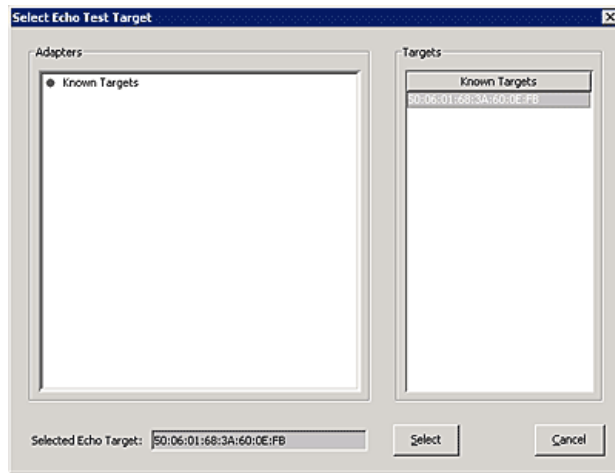 Select Echo Test Target
Adapters
Known Targets
Targets
Known Targets
50:06:01:68:3A:60:0E:FB
Selected Echo Target: 50:06:01:68:3A:60:0E:FB
Select
Cancel